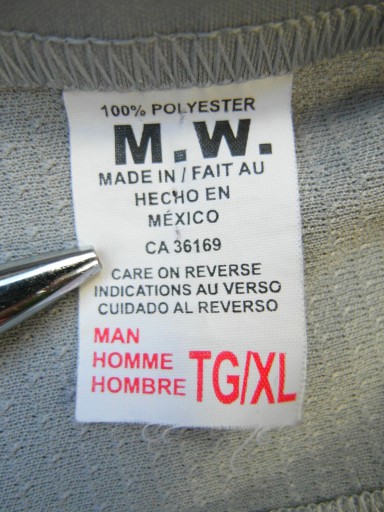 100% POLYESTER
M.W.
MADE IN / FAIT AU
HECHO EN
MÉXICO
CA 36169
CARE ON REVERSE
INDICATIONS AU VERSO
CUIDADO AL REVERSO
MAN
HOMME
HOMBRE TG/XL